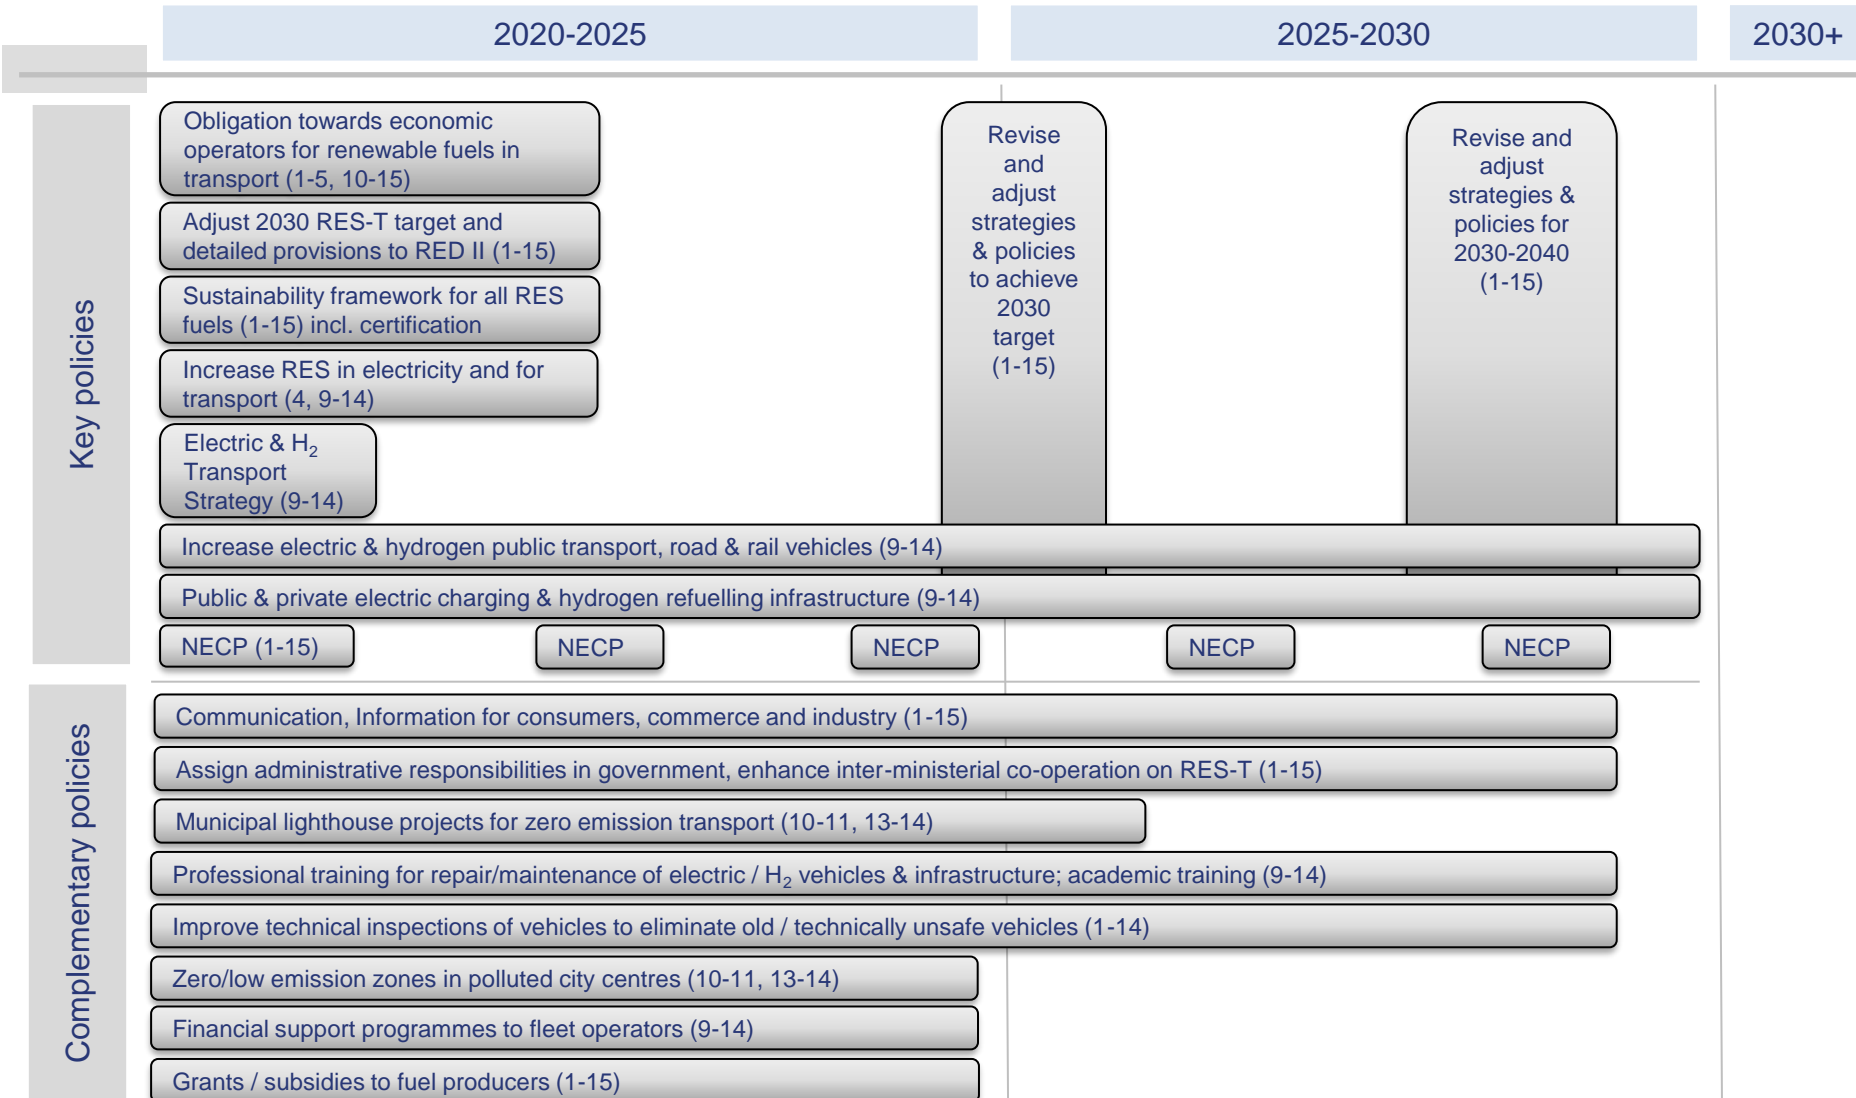 2020-2025
2025-2030
2030+
Key policies
Obligation towards economic
operators for renewable fuels in
transport (1-5, 10-15)
Adjust 2030 RES-T target and
detailed provisions to RED II (1-15)
Sustainability framework for all RES
fuels (1-15) incl. certification
Increase RES in electricity and for
transport (4, 9-14)
Electric & H₂
Transport
Strategy (9-14)
Revise
and
adjust
strategies
& policies
to achieve
2030
target
(1-15)
Revise and
adjust
strategies &
policies for
2030-2040
(1-15)
Increase electric & hydrogen public transport, road & rail vehicles (9-14)
Public & private electric charging & hydrogen refuelling infrastructure (9-14)
NECP (1-15)
NECP
NECP
NECP
NECP
Complementary policies
Communication, Information for consumers, commerce and industry (1-15)
Assign administrative responsibilities in government, enhance inter-ministerial co-operation on RES-T (1-15)
Municipal lighthouse projects for zero emission transport (10-11, 13-14)
Professional training for repair/maintenance of electric / H₂ vehicles & infrastructure; academic training (9-14)
Improve technical inspections of vehicles to eliminate old / technically unsafe vehicles (1-14)
Zero/low emission zones in polluted city centres (10-11, 13-14)
Financial support programmes to fleet operators (9-14)
Grants / subsidies to fuel producers (1-15)